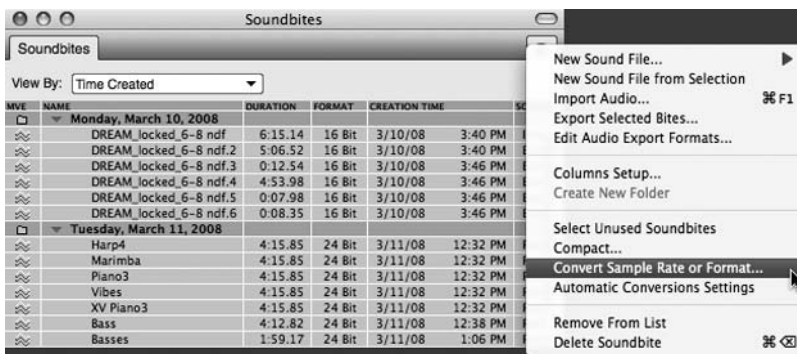 Soundbites
Soundbites
View By: Time Created
MVE NAME DURATION FORMAT CREATION TIME
Monday, March 10, 2008
DREAM_locked_6-8 ndf 6:15.14 16 Bit 3/10/08 3:40 PM
DREAM_locked_6-8 ndf.2 5:06.52 16 Bit 3/10/08 3:40 PM
DREAM_locked_6-8 ndf.3 0:12.54 16 Bit 3/10/08 3:46 PM
DREAM_locked_6-8 ndf.4 4:53.98 16 Bit 3/10/08 3:46 PM
DREAM_locked_6-8 ndf.5 0:07.98 16 Bit 3/10/08 3:46 PM
DREAM_locked_6-8 ndf.6 0:08.35 16 Bit 3/10/08 3:46 PM
Tuesday, March 11, 2008
Harp4 4:15.85 24 Bit 3/11/08 12:32 PM
Marimba 4:15.85 24 Bit 3/11/08 12:32 PM
Piano3 4:15.85 24 Bit 3/11/08 12:32 PM
Vibes 4:15.85 24 Bit 3/11/08 12:32 PM
XV Piano3 4:15.85 24 Bit 3/11/08 12:32 PM
Bass 4:12.82 24 Bit 3/11/08 12:38 PM
Basses 1:59.17 24 Bit 3/11/08 1:06 PM
New Sound File...
New Sound File from Selection
Import Audio... ⌘F1
Export Selected Bites...
Edit Audio Export Formats...
Columns Setup...
Create New Folder
Select Unused Soundbites
Compact...
Convert Sample Rate or Format...
Automatic Conversions Settings
Remove From List
Delete Soundbite ⌘⌫